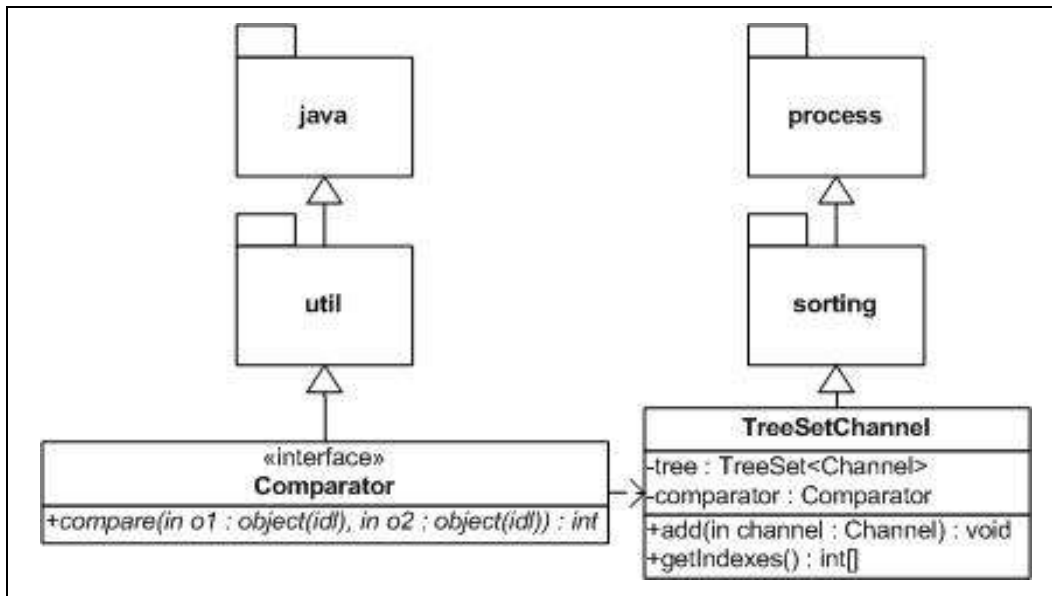 java
process
util
sorting
«interface»
Comparator
+compare(in o1 : object(idl), in o2 : object(idl)) : int
TreeSetChannel
-tree : TreeSet<Channel>
-comparator : Comparator
+add(in channel : Channel) : void
+getIndexes() : int[]